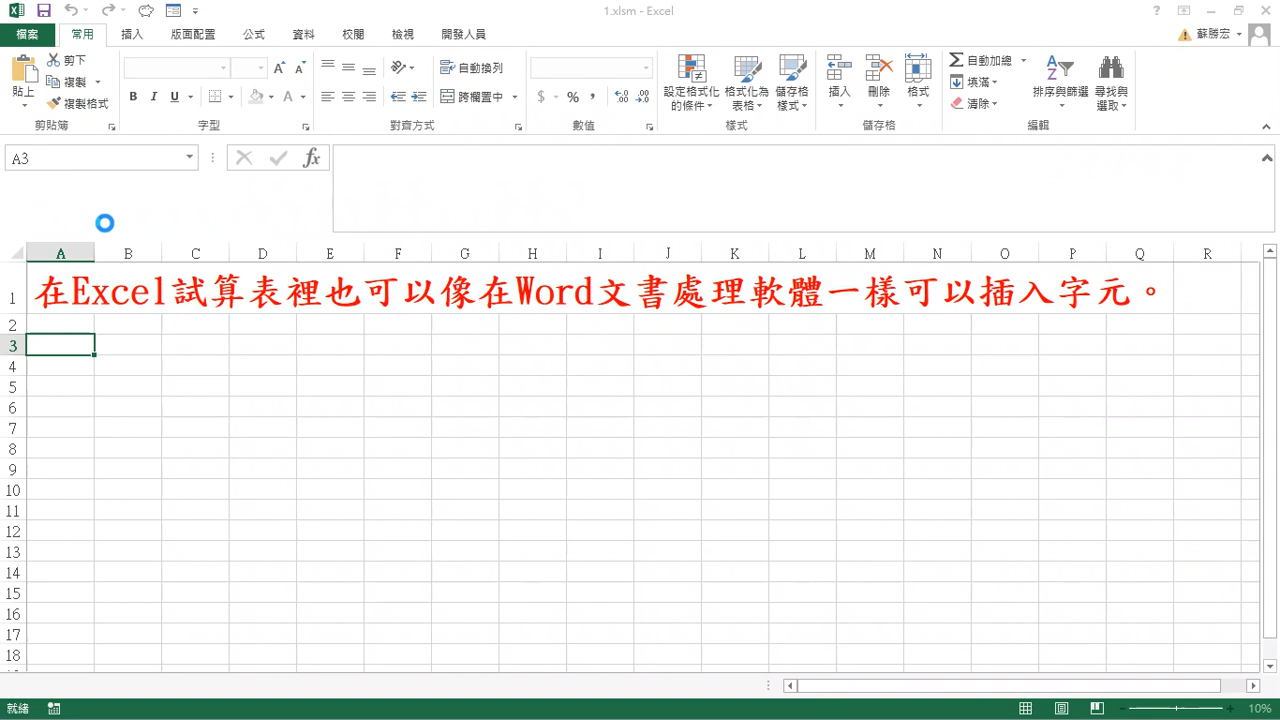 1.xlsm - Excel
檔案 常用 插入 版面配置 公式 資料 校閱 檢視 開發人員 蘇勝宏
貼上 剪下 複製 複製格式 剪貼簿
B I U A A A 字型
自動換列 跨欄置中 對齊方式
$ % , .00 數值
設定格式化的條件 格式化為表格 儲存格樣式 樣式
插入 刪除 格式 儲存格
自動加總 填滿 清除 排序與篩選 尋找與選取 編輯
A3 fx
A B C D E F G H I J K L M N O P Q R
1 在Excel試算表裡也可以像在Word文書處理軟體一樣可以插入字元。
2
3
4
5
6
7
8
9
10
11
12
13
14
15
16
17
18
就緒 10%